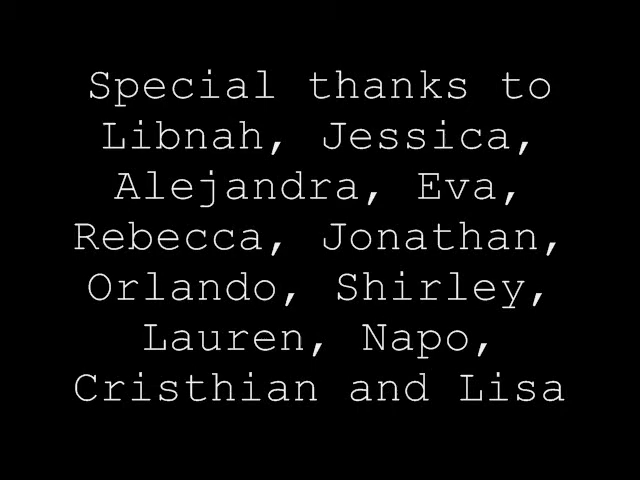 Special thanks to
Libnah, Jessica,
Alejandra, Eva,
Rebecca, Jonathan,
Orlando, Shirley,
Lauren, Napo,
Cristhian and Lisa